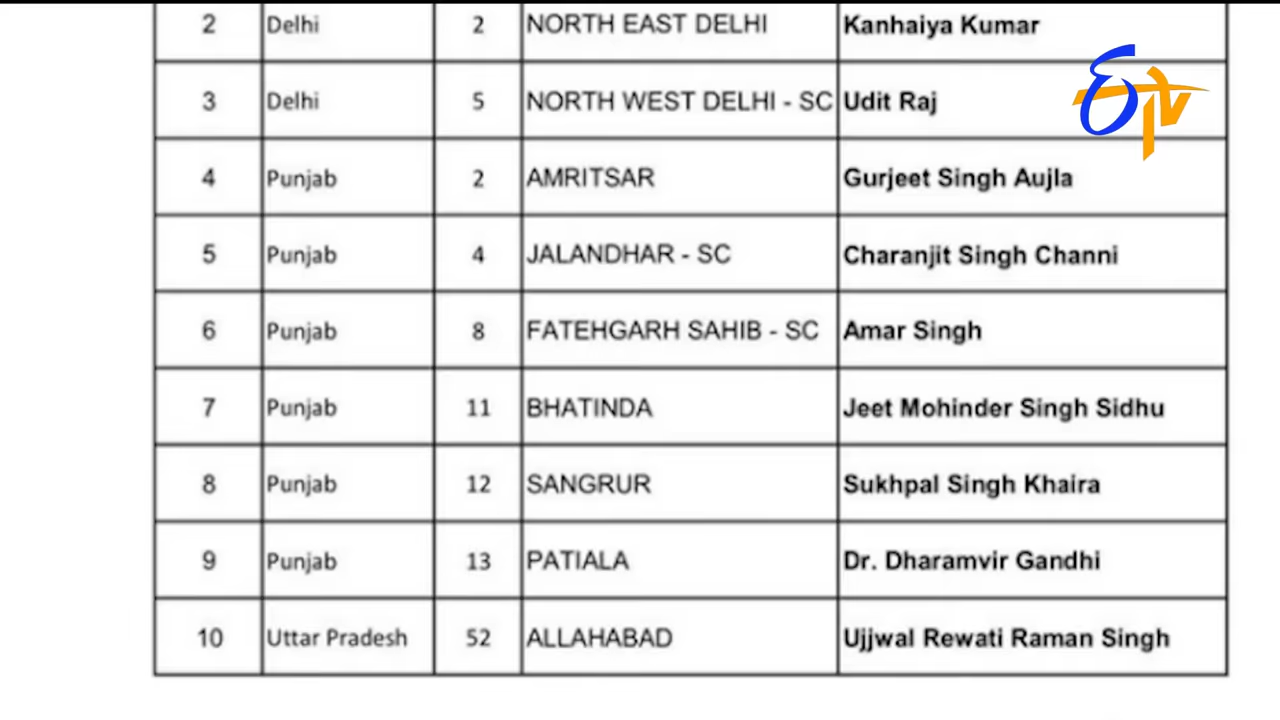 2 Delhi 2 NORTH EAST DELHI Kanhaiya Kumar
3 Delhi 5 NORTH WEST DELHI - SC Udit Raj
4 Punjab 2 AMRITSAR Gurjeet Singh Aujla
5 Punjab 4 JALANDHAR - SC Charanjit Singh Channi
6 Punjab 8 FATEHGARH SAHIB - SC Amar Singh
7 Punjab 11 BHATINDA Jeet Mohinder Singh Sidhu
8 Punjab 12 SANGRUR Sukhpal Singh Khaira
9 Punjab 13 PATIALA Dr. Dharamvir Gandhi
10 Uttar Pradesh 52 ALLAHABAD Ujjwal Rewati Raman Singh
ఈTV